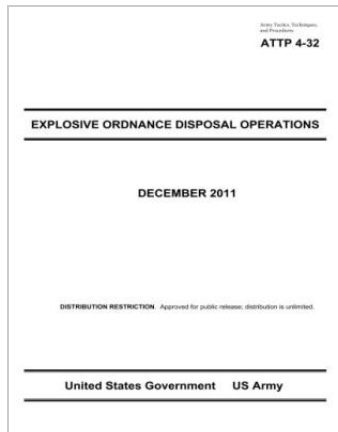 Army Tactics, Techniques,
and Procedures
ATTP 4-32
EXPLOSIVE ORDNANCE DISPOSAL OPERATIONS
DECEMBER 2011
DISTRIBUTION RESTRICTION. Approved for public release; distribution is unlimited.
United States Government US Army